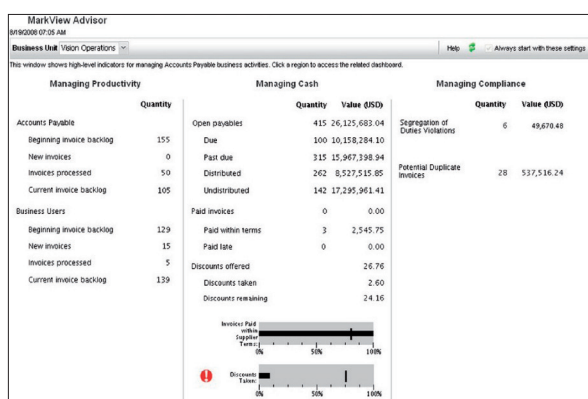 MarkView Advisor
8/19/2008 07:05 AM
Business Unit Vision Operations Help Always start with these settings
This window shows high-level indicators for managing Accounts Payable business activities. Click a region to access the related dashboard.
Managing Productivity
Quantity
Accounts Payable
Beginning invoice backlog 155
New invoices 0
Invoices processed 50
Current invoice backlog 105
Business Users
Beginning invoice backlog 129
New invoices 15
Invoices processed 5
Current invoice backlog 139
Managing Cash
Quantity Value (USD)
Open payables 415 26,125,683.04
Due 100 10,158,284.10
Past due 315 15,967,398.94
Distributed 262 8,527,515.85
Undistributed 142 17,295,961.41
Paid invoices 0 0.00
Paid within terms 3 2,545.75
Paid late 0 0.00
Discounts offered 26.76
Discounts taken 2.60
Discounts remaining 24.16
Invoices Paid
within
Supplier
Terms:
0% 50% 100%
Discounts
Taken:
0% 50% 100%
Managing Compliance
Quantity Value (USD)
Segregation of
Duties Violations 6 49,670.48
Potential Duplicate
Invoices 28 537,516.24